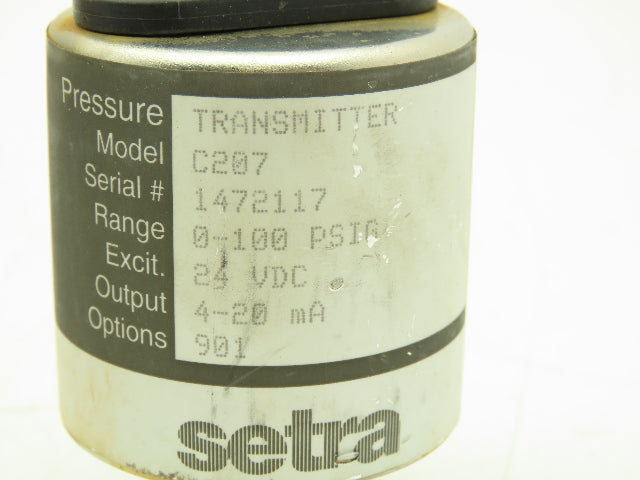 Pressure TRANSMITTER
Model C207
Serial # 1472117
Range 0-100 PSIA
Excit. 24 VDC
Output 4-20 mA
Options 901
setra